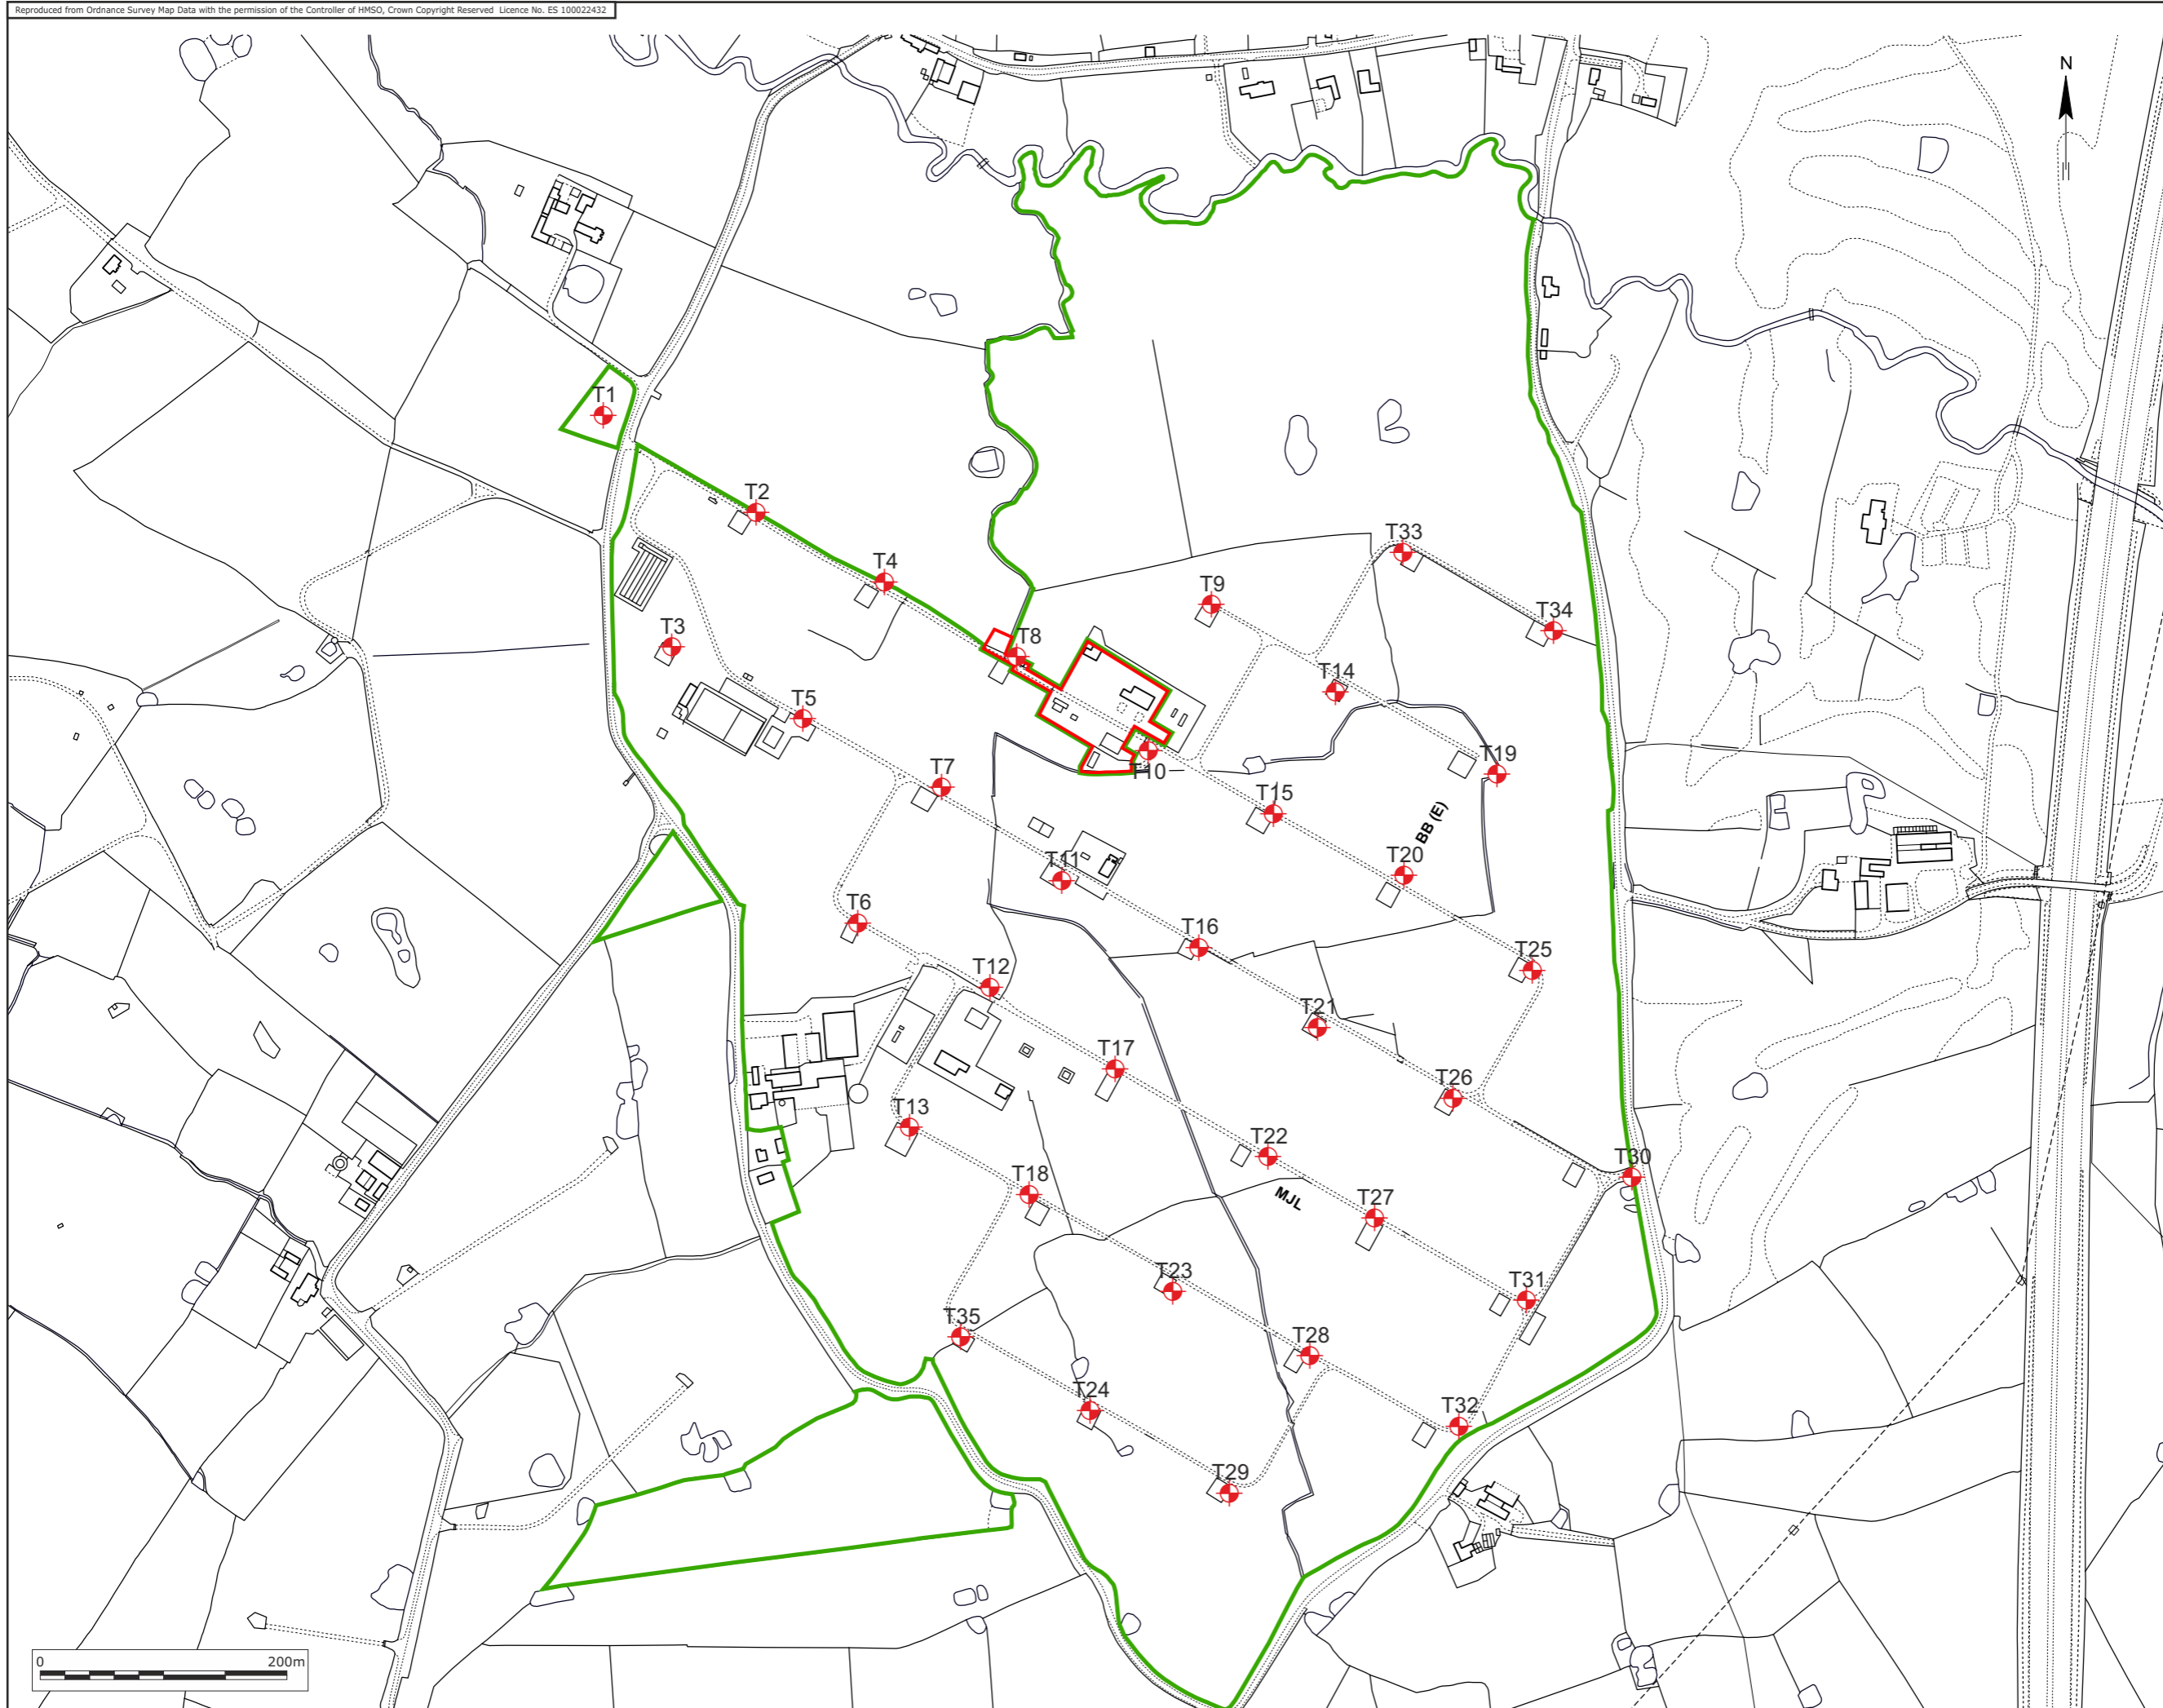 Reproduced from Ordnance Survey Map Data with the permission of the Controller of HMSO, Crown Copyright Reserved Licence No. ES 100022432
N
T1
T2
T4
T33
T9
T34
T3
T8
T14
T5
T19
T10
T7
T15
BB (E)
T20
T11
T6
T16
T25
T12
T21
T17
T26
T13
T22
T30
T18
MJL
T27
T23
T31
T35
T28
T24
T32
T29
0 200m